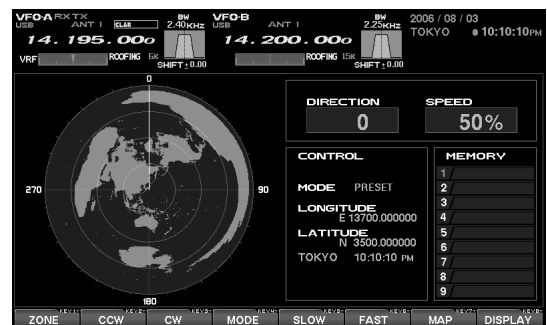 VFO-A RX TX
USB ANT 1 CLAR BW 2.40KHz
14. 195. 000
VRF ROOFING 6K SHIFT ± 0.00
VFO-B
USB ANT 1 BW 2.25KHz
14. 200. 000
ROOFING 15K SHIFT ± 0.00
2006 / 08 / 03
TOKYO 10:10:10PM
0
270
90
180
DIRECTION SPEED
0 50%
CONTROL
MODE PRESET
LONGITUDE
E 13700.000000
LATITUDE
N 3500.000000
TOKYO 10:10:10 PM
MEMORY
1 /
2 /
3 /
4 /
5 /
6 /
7 /
8 /
9 /
KEY1 KEY2 KEY3 KEY4 KEY5 KEY6 KEY7 KEY8
ZONE CCW CW MODE SLOW FAST MAP DISPLAY